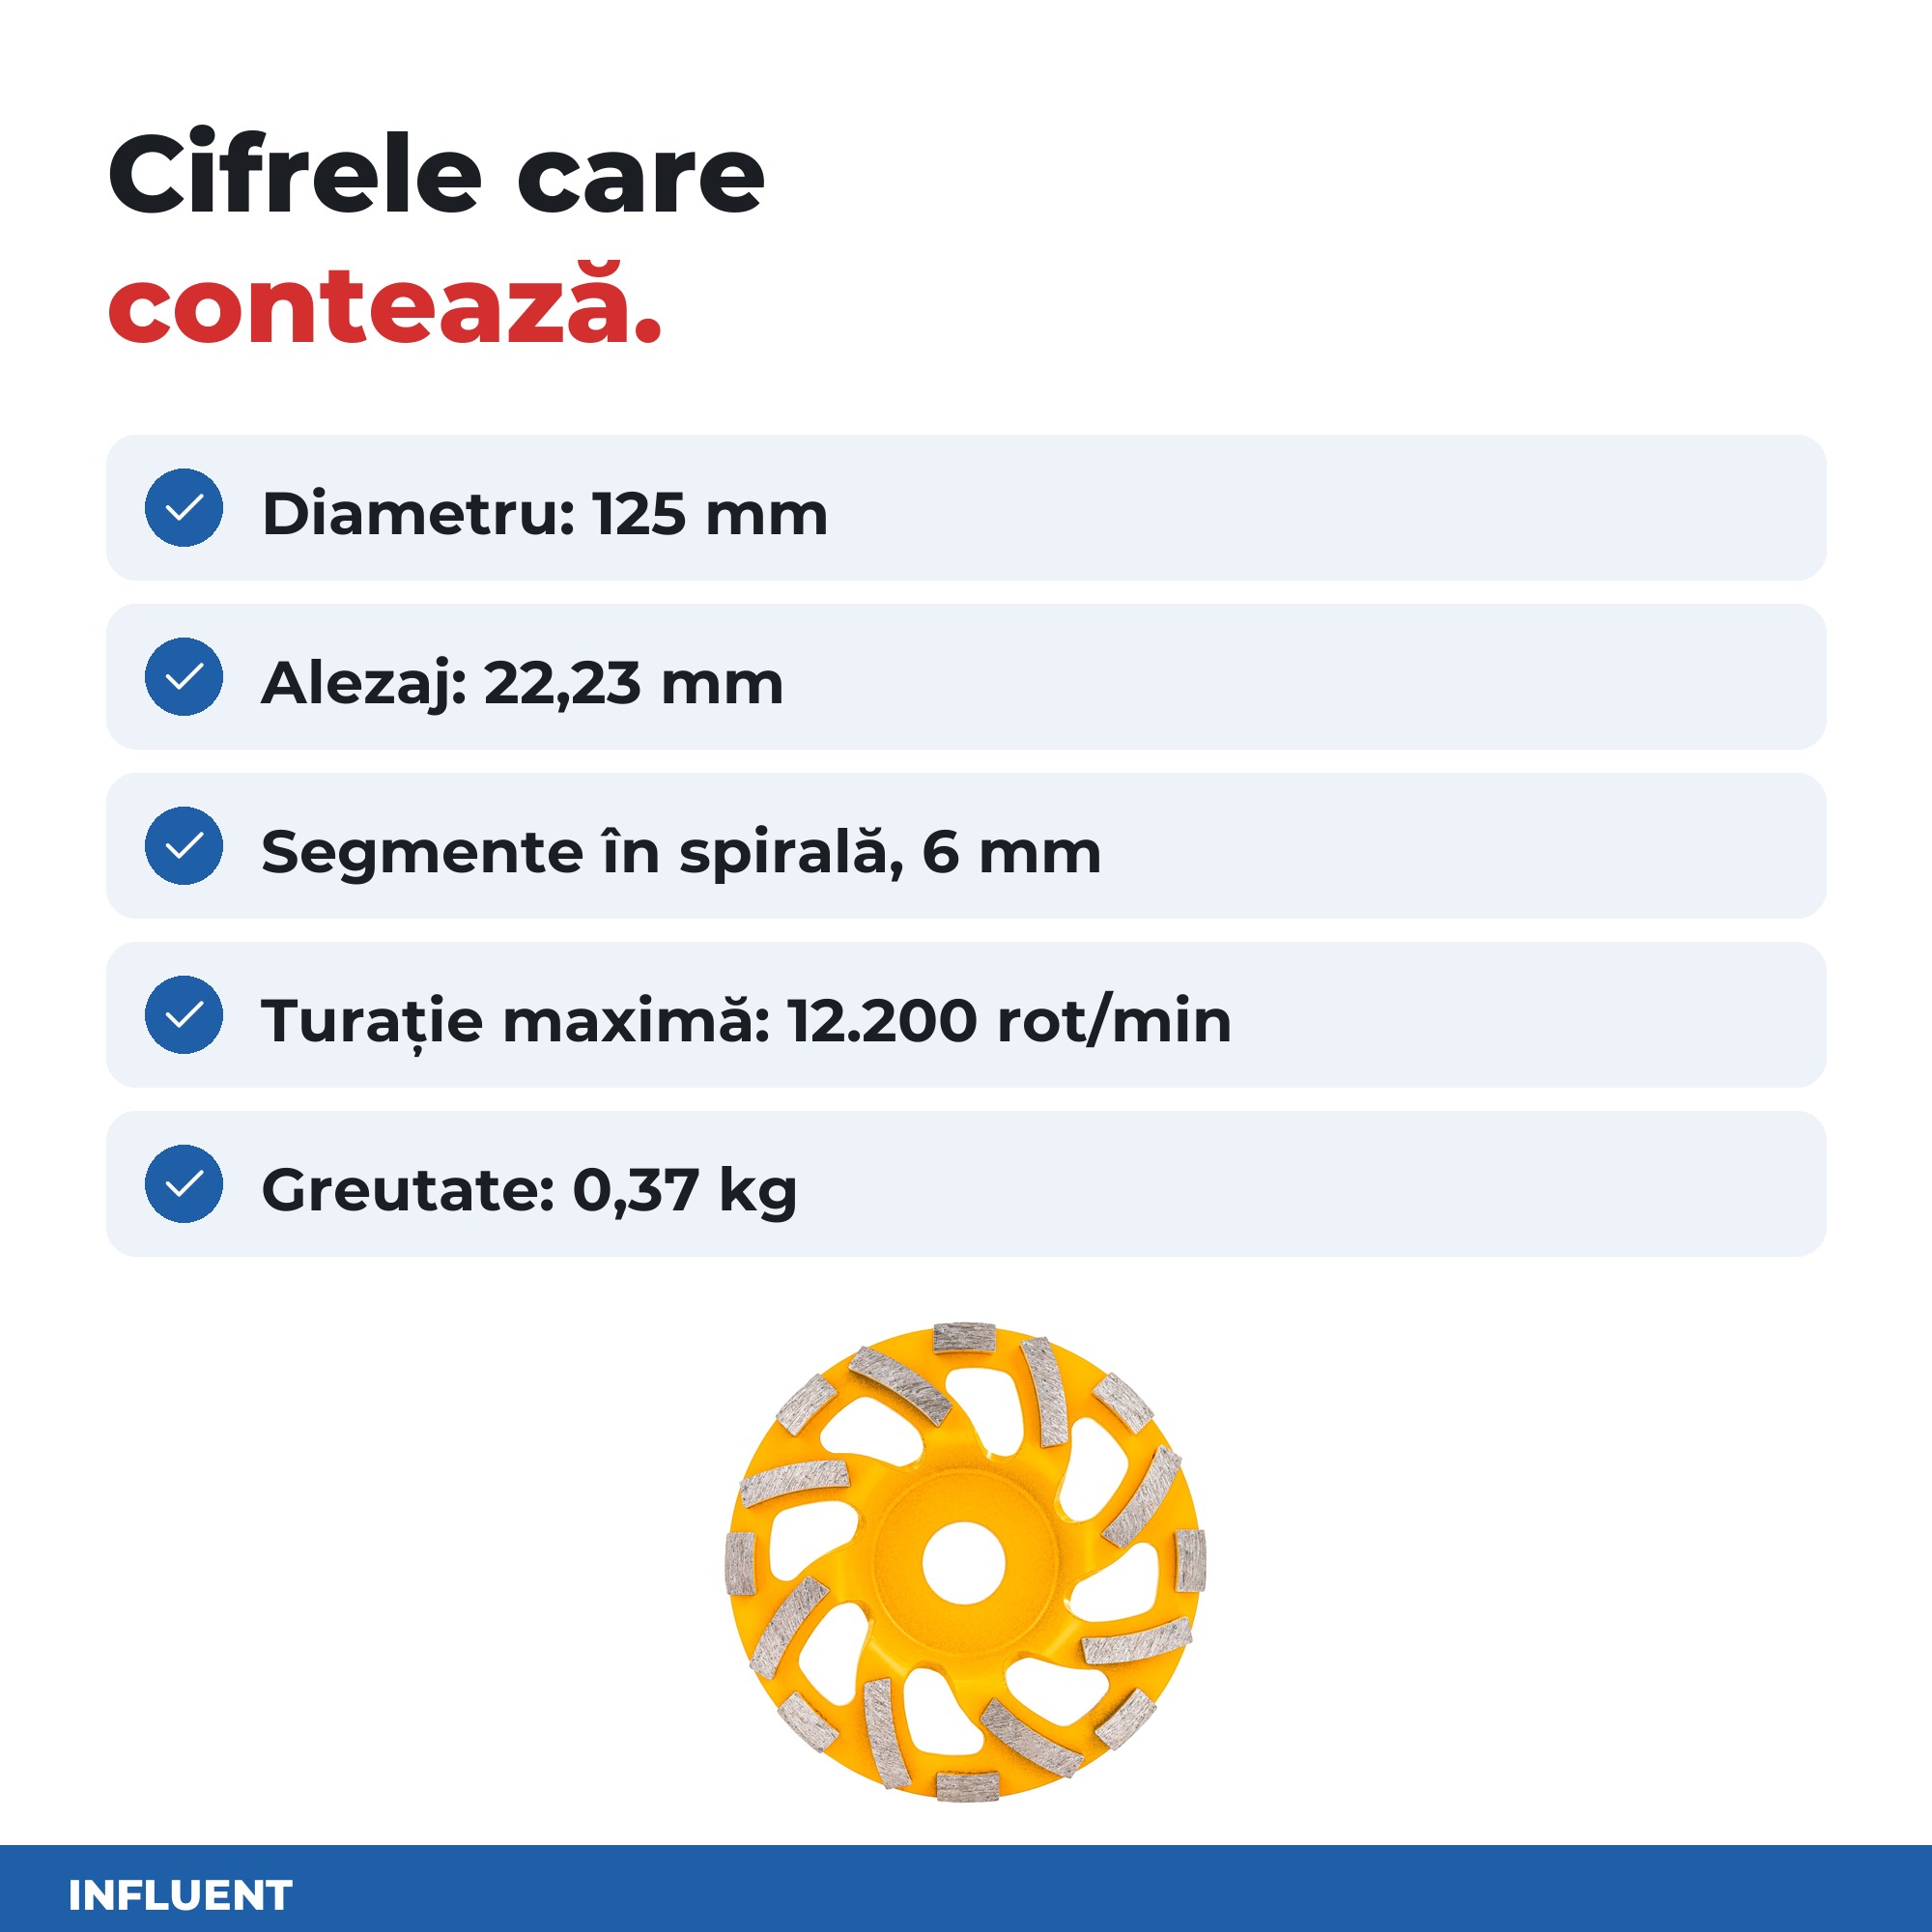 Cifrele care
contează.
Diametru: 125 mm
Alezaj: 22,23 mm
Segmente în spirală, 6 mm
Turație maximă: 12.200 rot/min
Greutate: 0,37 kg
INFLUENT